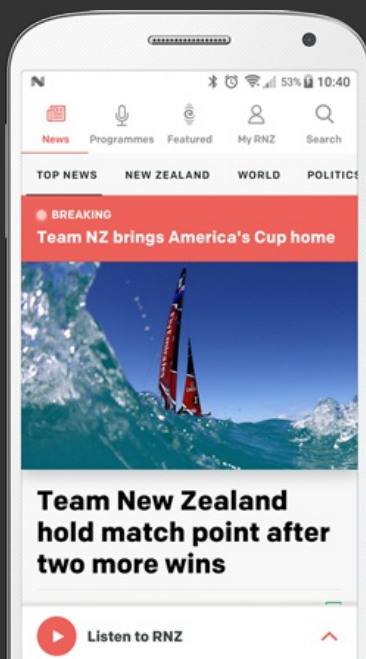 53% 10:40
News Programmes Featured My RNZ Search
TOP NEWS NEW ZEALAND WORLD POLITICS
BREAKING
Team NZ brings America's Cup home
Team New Zealand
hold match point after
two more wins
Listen to RNZ